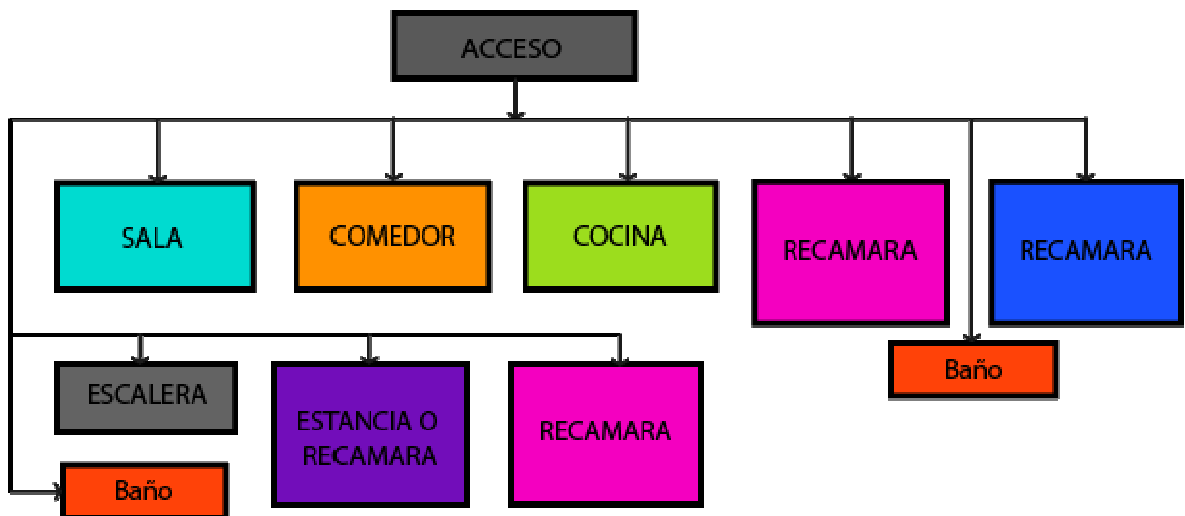 ACCESO
SALA
COMEDOR
COCINA
RECAMARA
RECAMARA
Baño
ESCALERA
ESTANCIA O
RECAMARA
RECAMARA
Baño